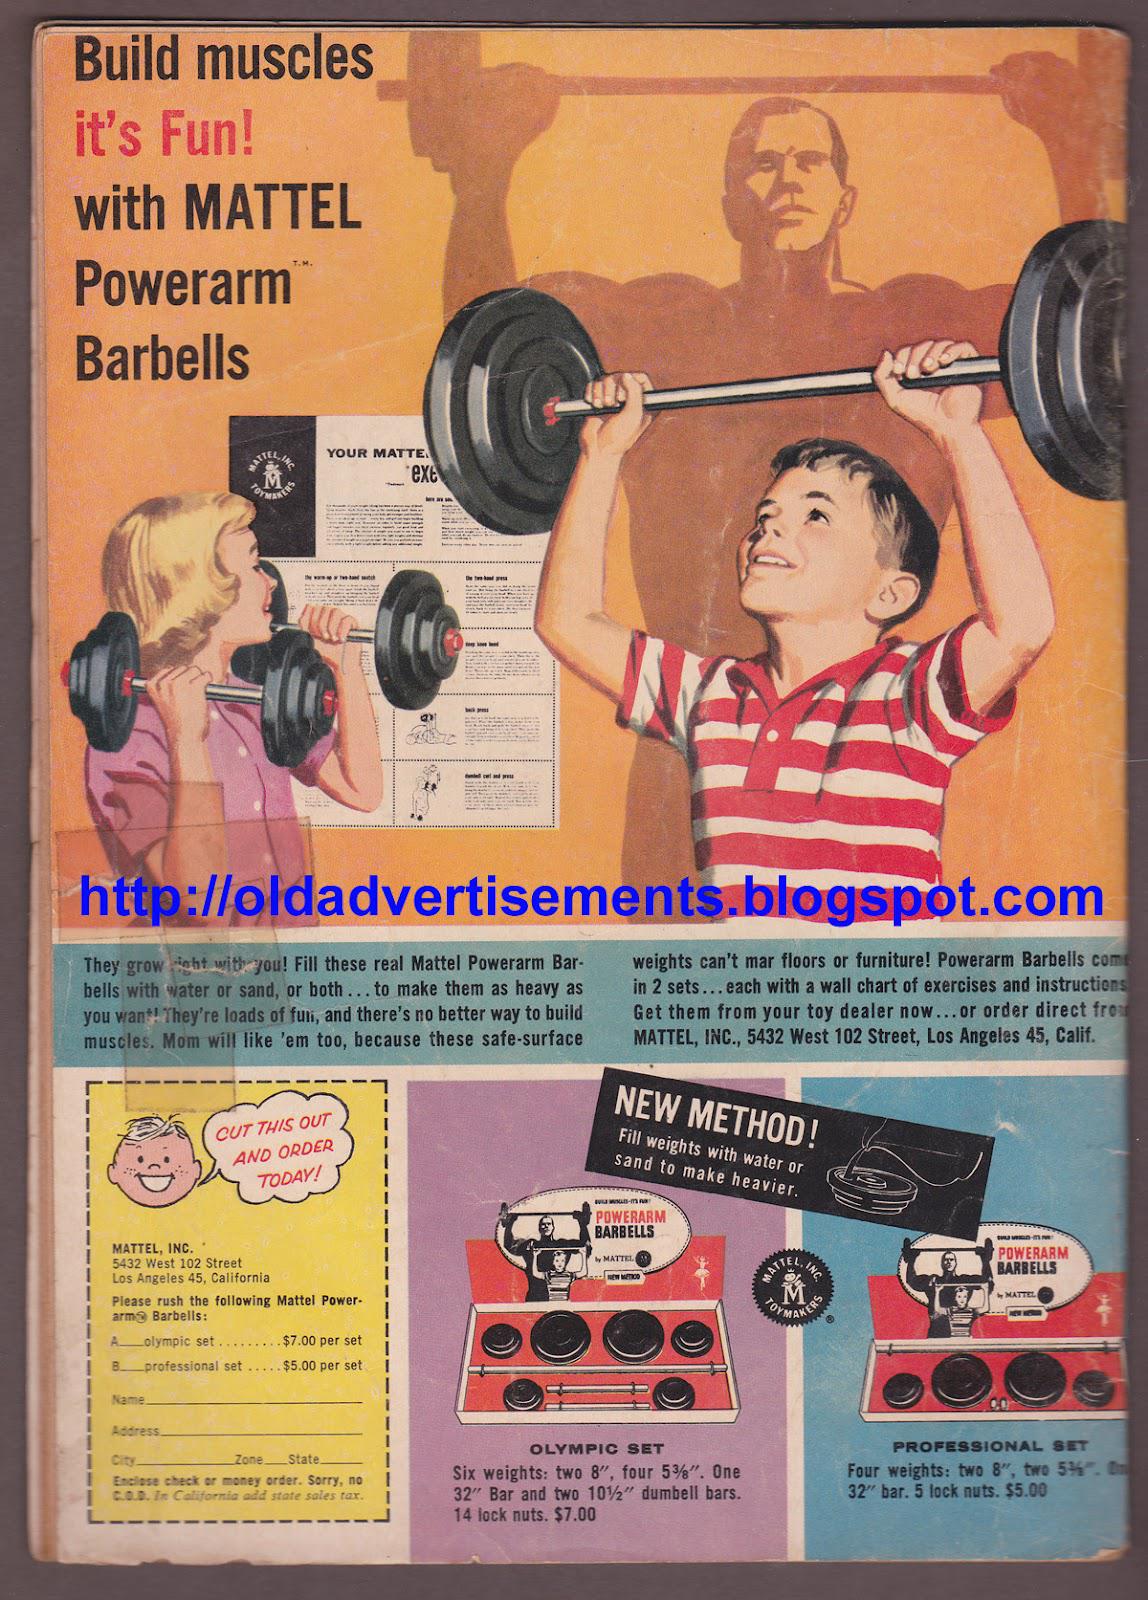 Build muscles
it's Fun!
with MATTEL
Powerarm T.M.
Barbells
MATTEL, INC.
M
TOYMAKERS
YOUR MATTE
exe
here are
the warm-up or two-hand snatch
the two-hand press
deep knee bend
back press
dumbell curl and press
http://oldadvertisements.blogspot.com
They grow right with you! Fill these real Mattel Powerarm Bar-
bells with water or sand, or both...to make them as heavy as
you want! They're loads of fun, and there's no better way to build
muscles. Mom will like 'em too, because these safe-surface
weights can't mar floors or furniture! Powerarm Barbells come
in 2 sets...each with a wall chart of exercises and instructions
Get them from your toy dealer now...or order direct from
MATTEL, INC., 5432 West 102 Street, Los Angeles 45, Calif.
CUT THIS OUT
AND ORDER
TODAY!
MATTEL, INC.
5432 West 102 Street
Los Angeles 45, California
Please rush the following Mattel Power-
arm™ Barbells:
A___olympic set.........$7.00 per set
B___professional set.....$5.00 per set
Name
Address
City Zone State
Enclose check or money order. Sorry, no
C.O.D. In California add state sales tax.
NEW METHOD!
Fill weights with water or
sand to make heavier.
BUILD MUSCLES-IT'S FUN!
POWERARM
BARBELLS
by MATTEL
NEW METHOD
MATTEL, INC.
M
TOYMAKERS
®
BUILD MUSCLES-IT'S FUN!
POWERARM
BARBELLS
by MATTEL
NEW METHOD
OLYMPIC SET
Six weights: two 8", four 5⅜". One
32" Bar and two 10½" dumbell bars.
14 lock nuts. $7.00
PROFESSIONAL SET
Four weights: two 8", two 5⅜". One
32" bar. 5 lock nuts. $5.00